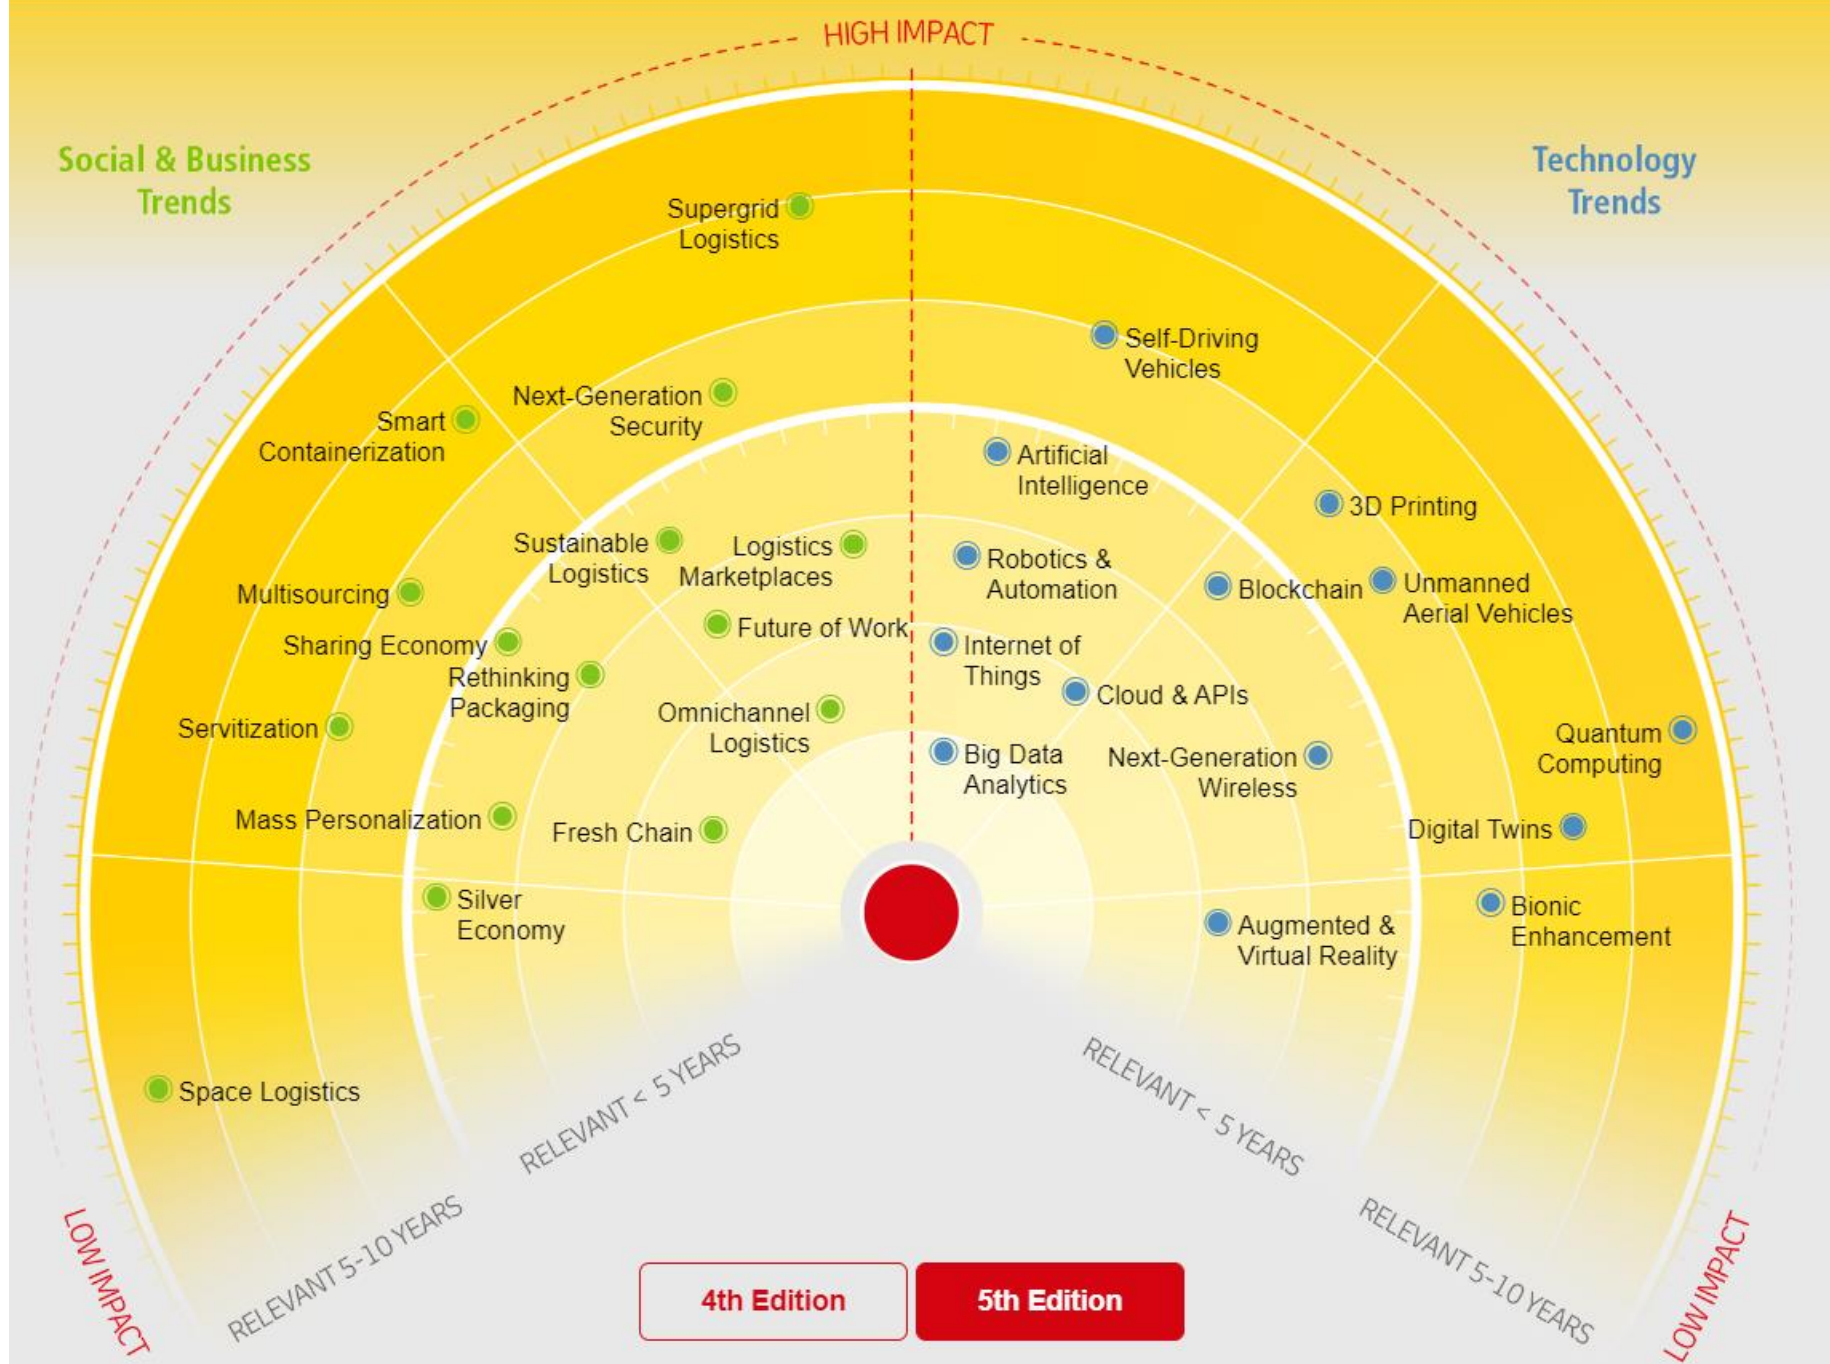 HIGH IMPACT
Social & Business
Trends
Technology
Trends
Supergrid
Logistics
Self-Driving
Vehicles
Next-Generation
Security
Smart
Containerization
Artificial
Intelligence
3D Printing
Sustainable
Logistics
Logistics
Marketplaces
Robotics &
Automation
Multisourcing
Blockchain
Unmanned
Aerial Vehicles
Future of Work
Sharing Economy
Internet of
Things
Rethinking
Packaging
Cloud & APIs
Omnichannel
Logistics
Servitization
Quantum
Computing
Big Data
Analytics
Next-Generation
Wireless
Mass Personalization
Fresh Chain
Digital Twins
Silver
Economy
Bionic
Enhancement
Augmented &
Virtual Reality
Space Logistics
RELEVANT < 5 YEARS
RELEVANT < 5 YEARS
RELEVANT 5-10 YEARS
RELEVANT 5-10 YEARS
LOW IMPACT
LOW IMPACT
4th Edition
5th Edition